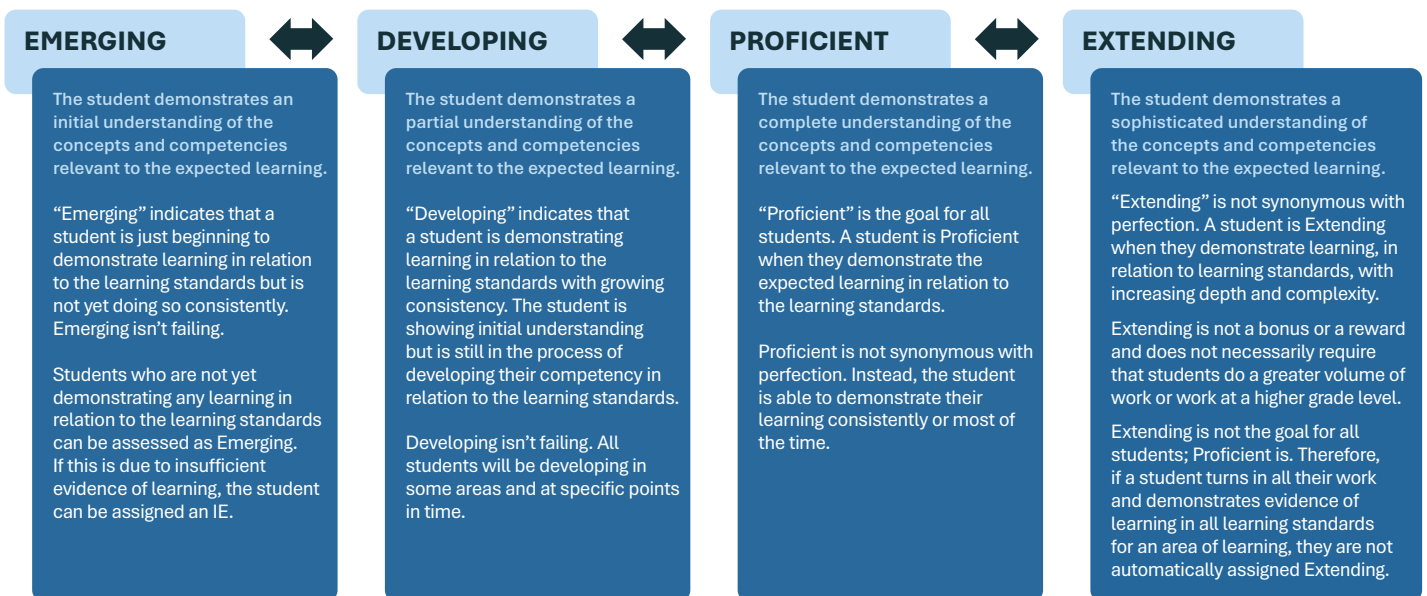 EMERGING
The student demonstrates an
initial understanding of the
concepts and competencies
relevant to the expected learning.
“Emerging” indicates that a
student is just beginning to
demonstrate learning in relation
to the learning standards but is
not yet doing so consistently.
Emerging isn’t failing.
Students who are not yet
demonstrating any learning in
relation to the learning standards
can be assessed as Emerging.
If this is due to insufficient
evidence of learning, the student
can be assigned an IE.
DEVELOPING
The student demonstrates a
partial understanding of the
concepts and competencies
relevant to the expected learning.
“Developing” indicates that
a student is demonstrating
learning in relation to the
learning standards with growing
consistency. The student is
showing initial understanding
but is still in the process of
developing their competency in
relation to the learning standards.
Developing isn’t failing. All
students will be developing in
some areas and at specific points
in time.
PROFICIENT
The student demonstrates a
complete understanding of the
concepts and competencies
relevant to the expected learning.
“Proficient” is the goal for all
students. A student is Proficient
when they demonstrate the
expected learning in relation to
the learning standards.
Proficient is not synonymous with
perfection. Instead, the student
is able to demonstrate their
learning consistently or most of
the time.
EXTENDING
The student demonstrates a
sophisticated understanding of
the concepts and competencies
relevant to the expected learning.
“Extending” is not synonymous with
perfection. A student is Extending
when they demonstrate learning, in
relation to learning standards, with
increasing depth and complexity.
Extending is not a bonus or a reward
and does not necessarily require
that students do a greater volume of
work or work at a higher grade level.
Extending is not the goal for all
students; Proficient is. Therefore,
if a student turns in all their work
and demonstrates evidence of
learning in all learning standards
for an area of learning, they are not
automatically assigned Extending.